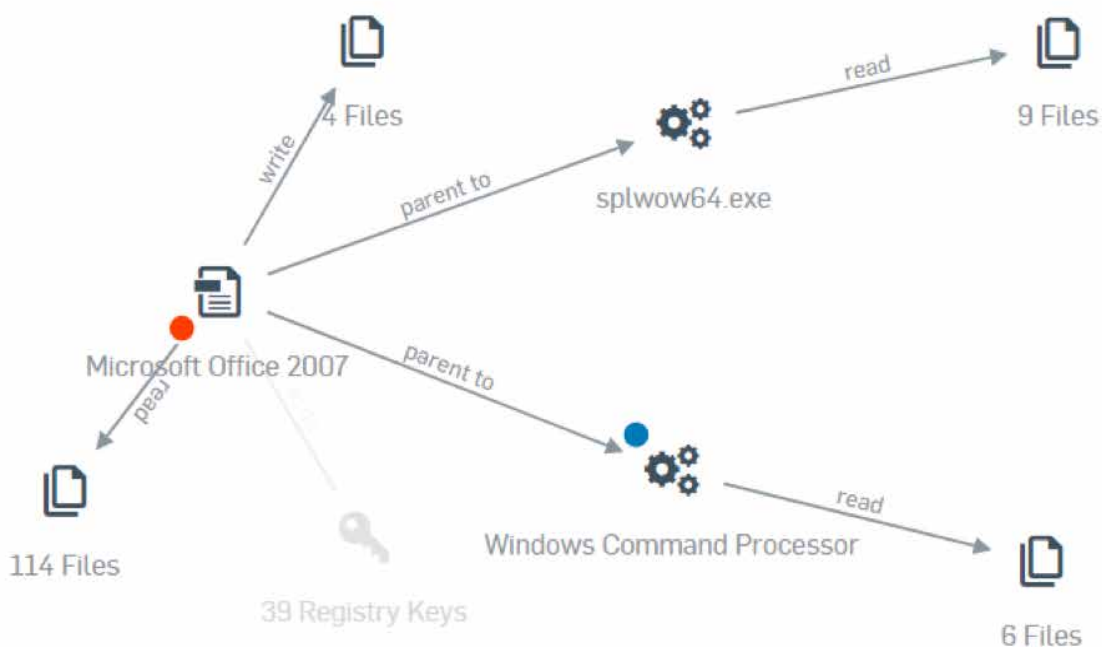 4 Files
write
read
9 Files
parent to
splwow64.exe
Microsoft Office 2007
parent to
read
114 Files
Windows Command Processor
read
39 Registry Keys
6 Files